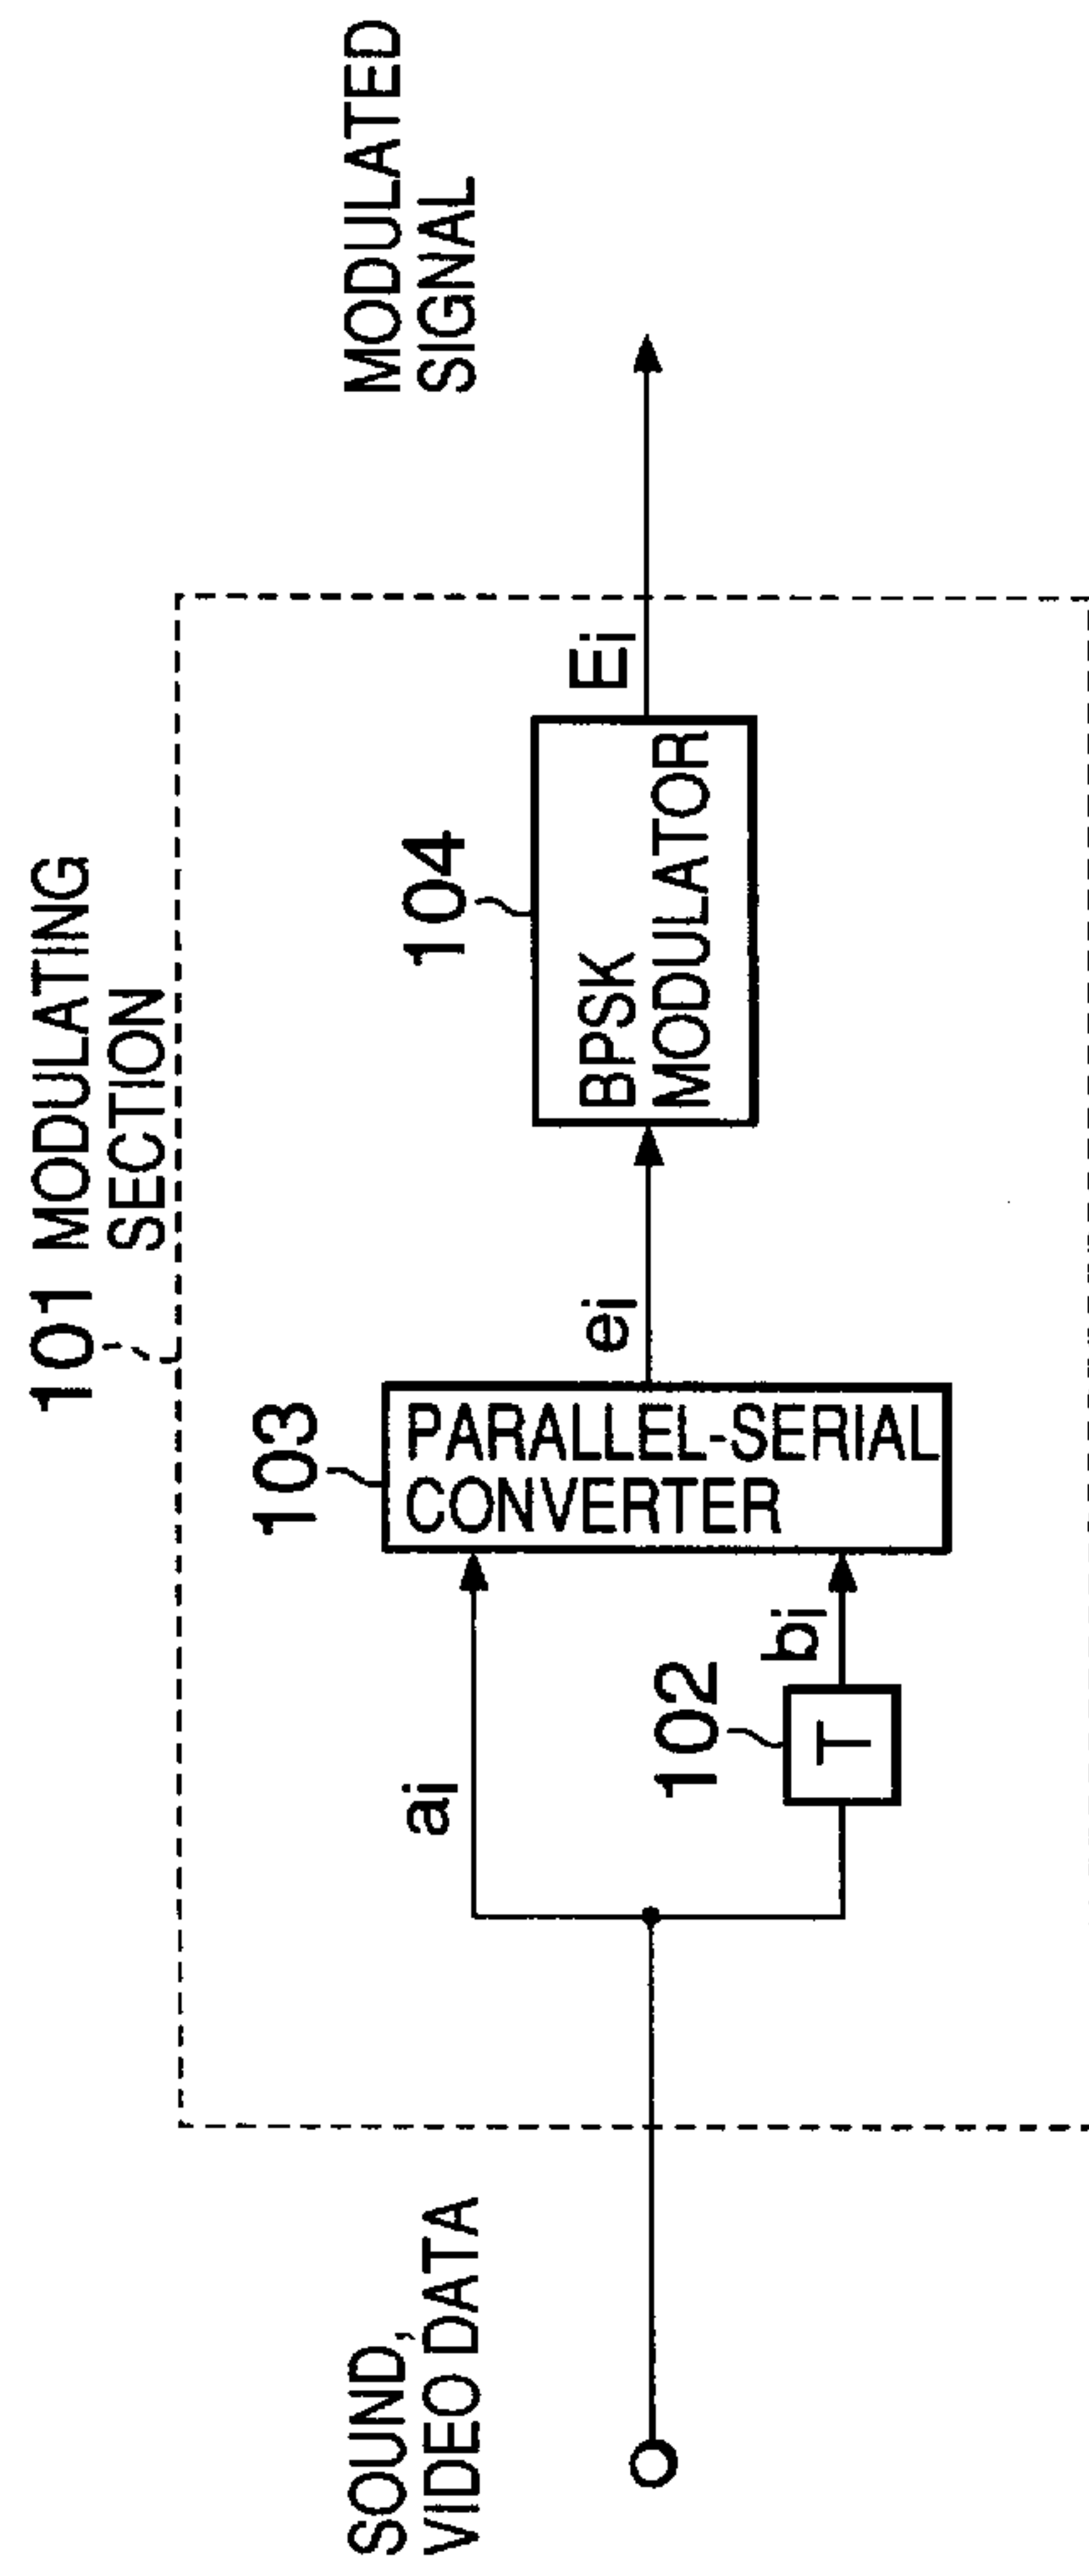 101 MODULATING
SECTION
SOUND,
VIDEO DATA
ai
102
T
bi
103
PARALLEL-SERIAL
CONVERTER
ei
104
BPSK
MODULATOR
Ei
MODULATED
SIGNAL